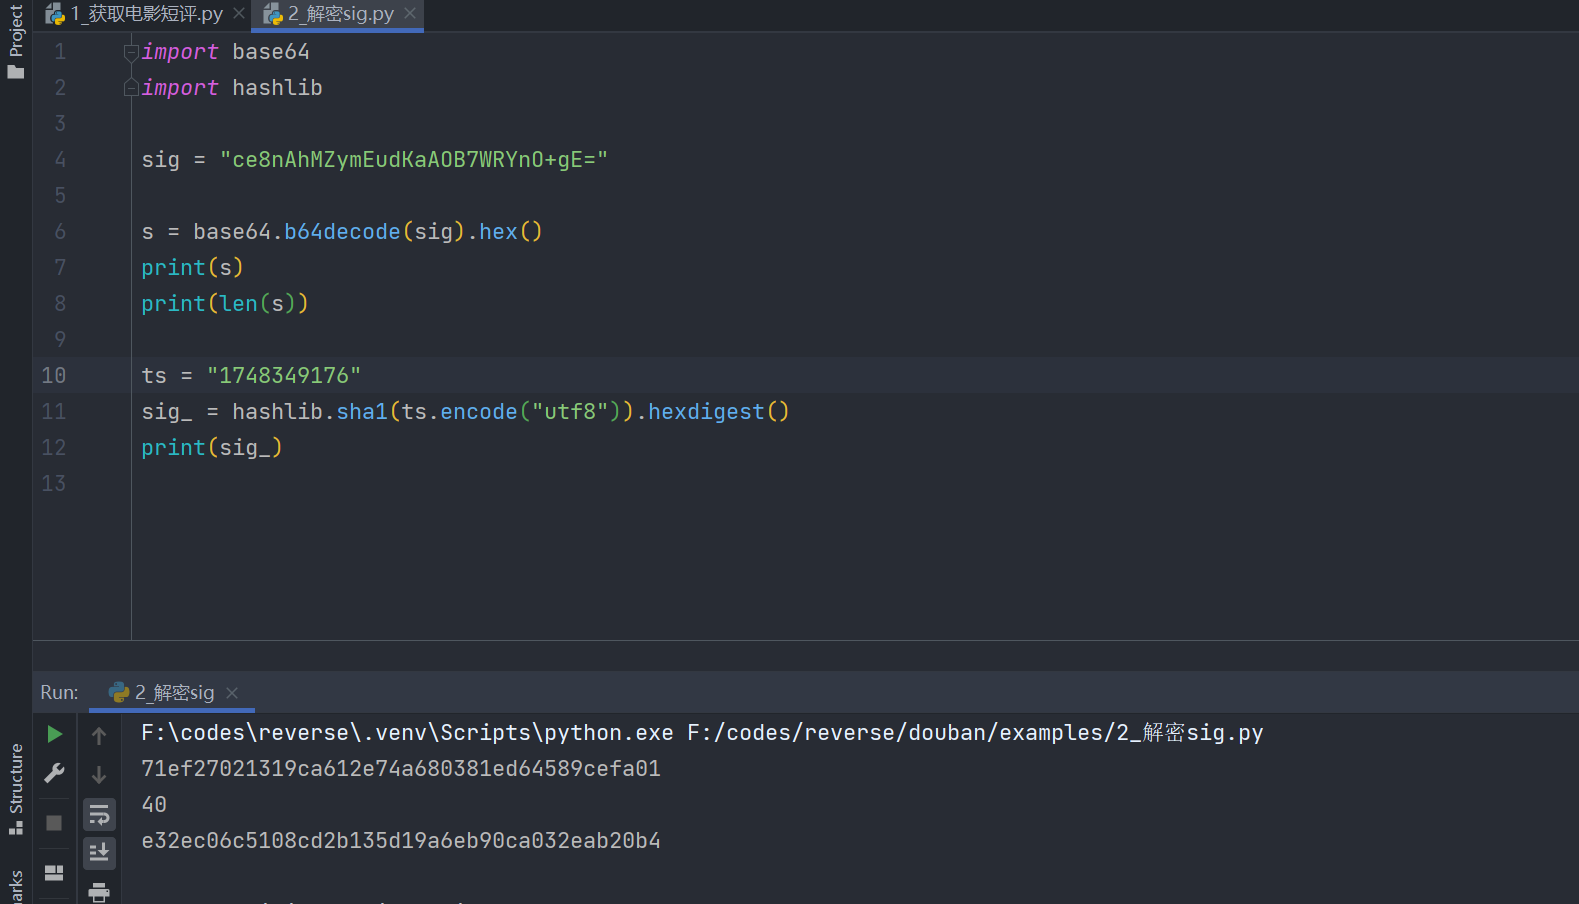 1_获取电影短评.py
2_解密sig.py
Project
1 import base64
2 import hashlib
3
4 sig = "ce8nAhMZymEudKaAOB7WRYnO+gE="
5
6 s = base64.b64decode(sig).hex()
7 print(s)
8 print(len(s))
9
10 ts = "1748349176"
11 sig_ = hashlib.sha1(ts.encode("utf8")).hexdigest()
12 print(sig_)
13
Run: 2_解密sig
F:\codes\reverse\.venv\Scripts\python.exe F:/codes/reverse/douban/examples/2_解密sig.py
71ef27021319ca612e74a680381ed64589cefa01
40
e32ec06c5108cd2b135d19a6eb90ca032eab20b4
Structure
arks